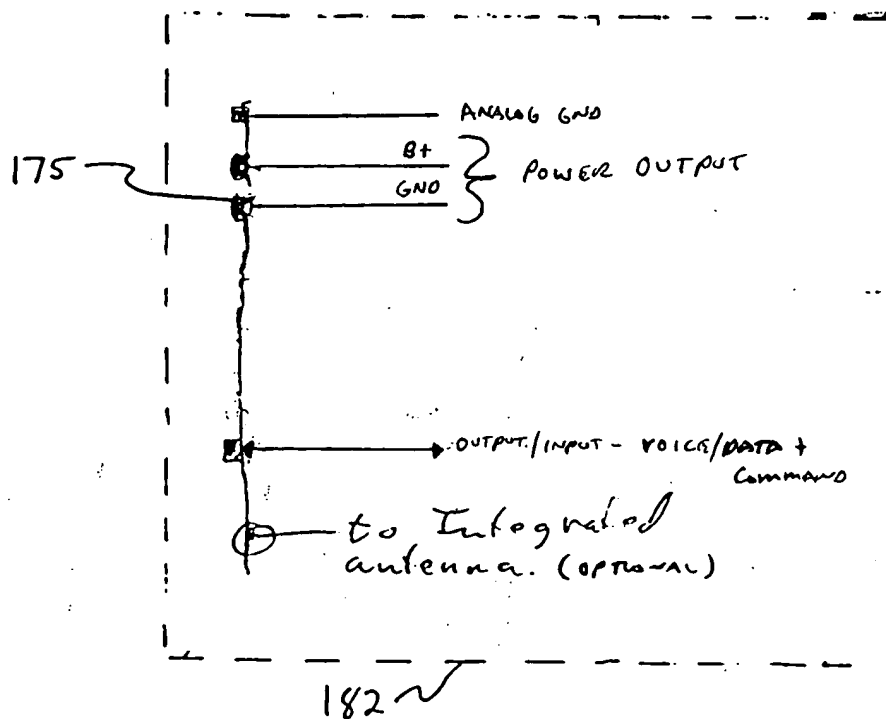 ANALOG GND
B+
175
POWER OUTPUT
GND
OUTPUT/INPUT - VOICE/DATA +
COMMAND
to Integrated
antenna. (OPTIONAL)
182